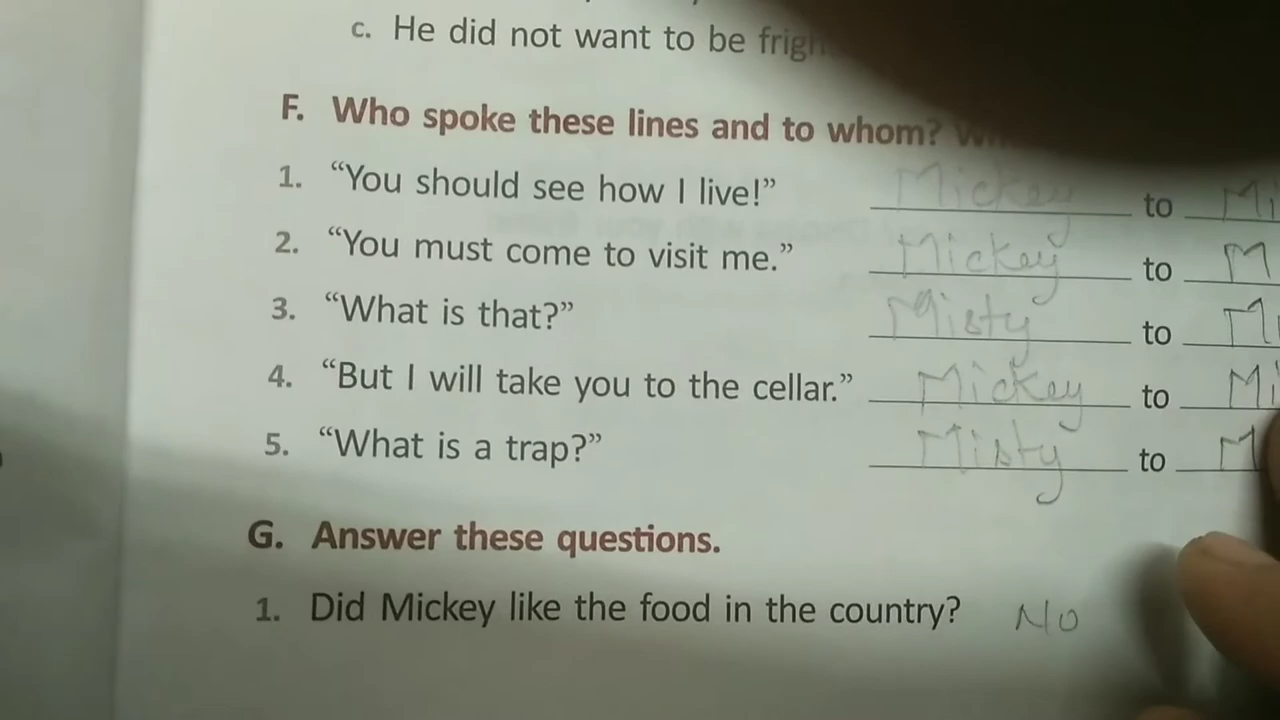 c. He did not want to be frigh
F. Who spoke these lines and to whom?
1. “You should see how I live!” Mickey to Mi
2. “You must come to visit me.” Mickey to M
3. “What is that?” Misty to Mi
4. “But I will take you to the cellar.” Mickey to Mi
5. “What is a trap?” Misty to M
G. Answer these questions.
1. Did Mickey like the food in the country? No